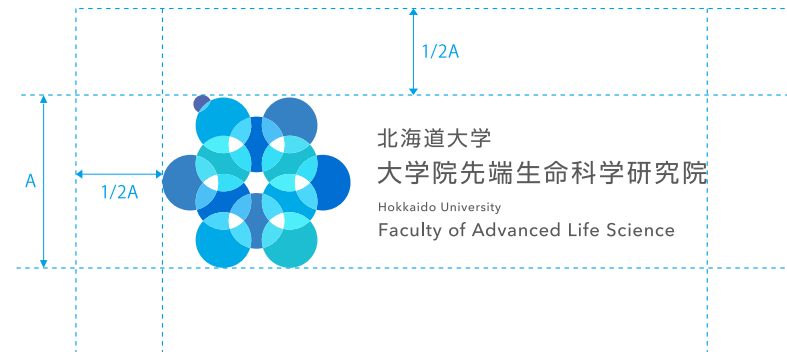 1/2A
A
1/2A
北海道大学
大学院先端生命科学研究院
Hokkaido University
Faculty of Advanced Life Science